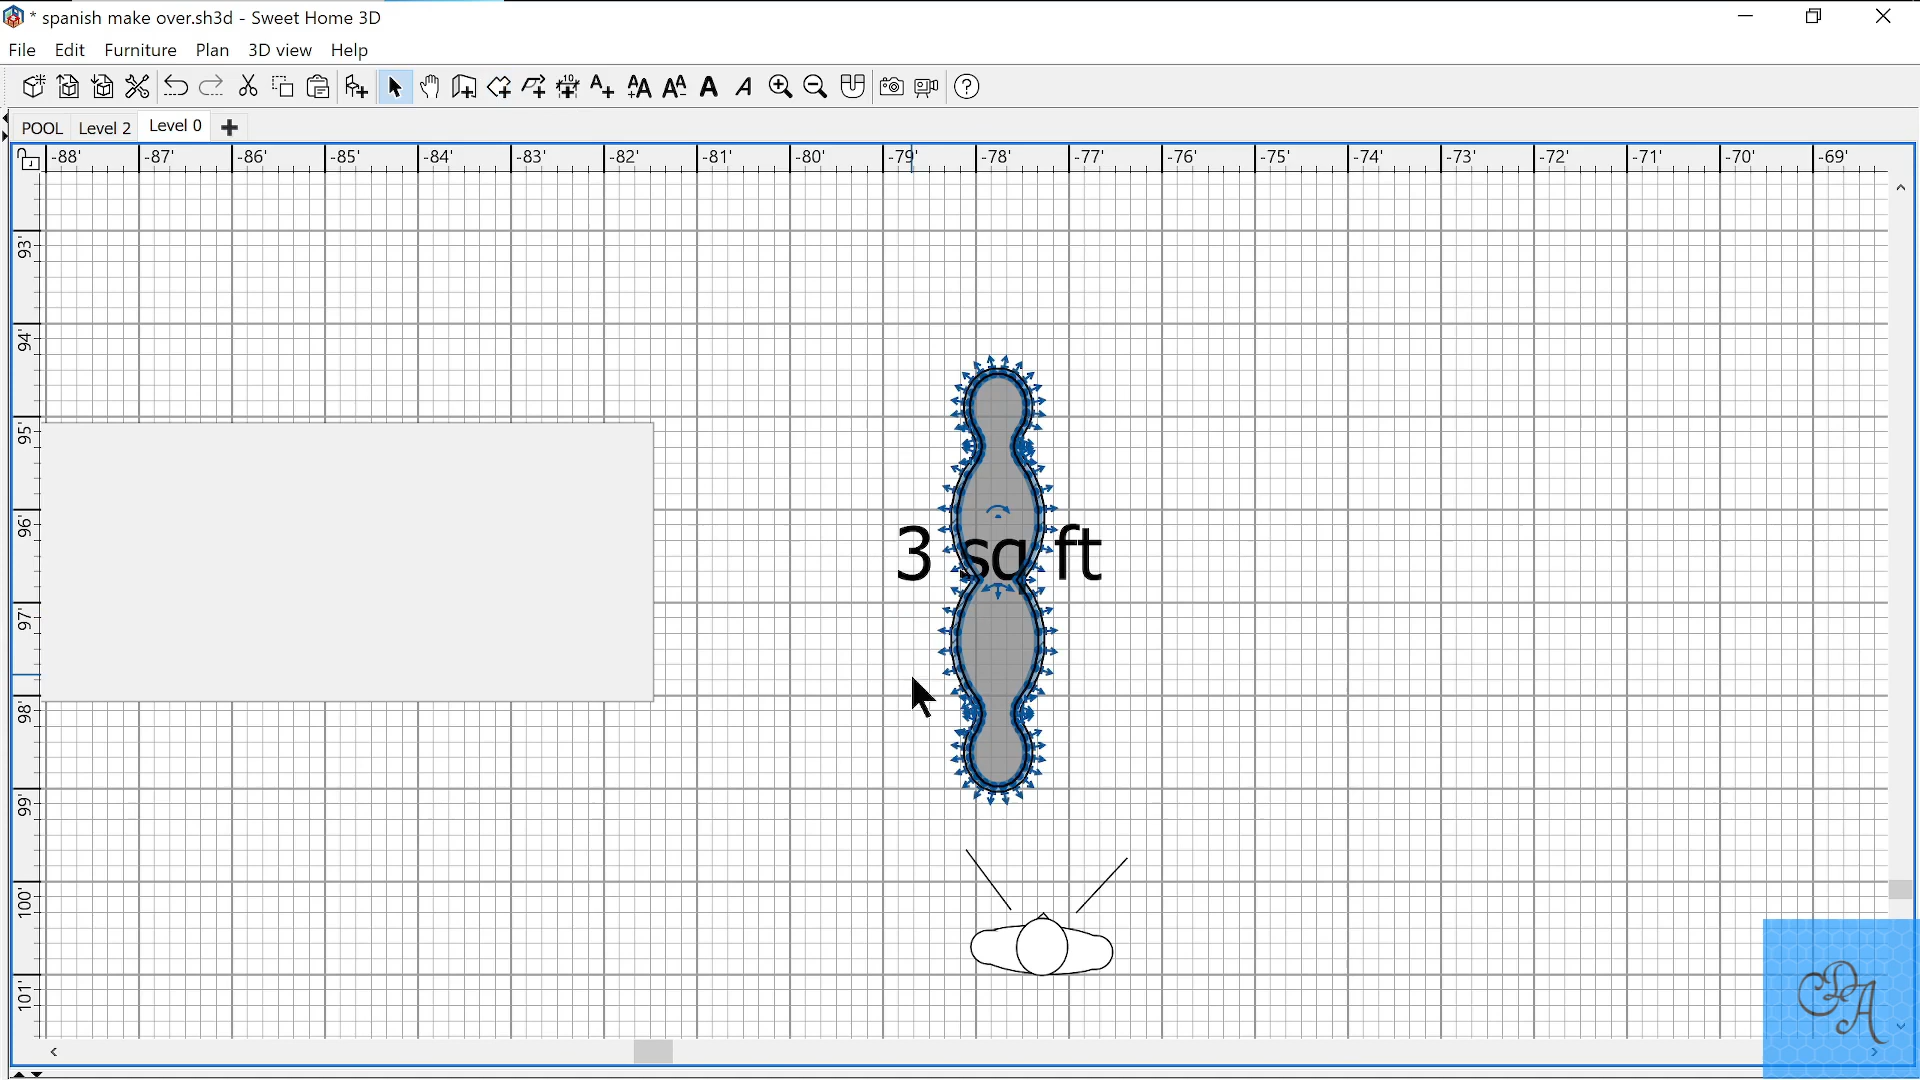 * spanish make over.sh3d - Sweet Home 3D
File Edit Furniture Plan 3D view Help
POOL Level 2 Level 0
-88' -87' -86' -85' -84' -83' -82' -81' -80' -79' -78' -77' -76' -75' -74' -73' -72' -71' -70' -69'
93'
94'
95'
96'
97'
98'
99'
100'
101'
3 sq ft